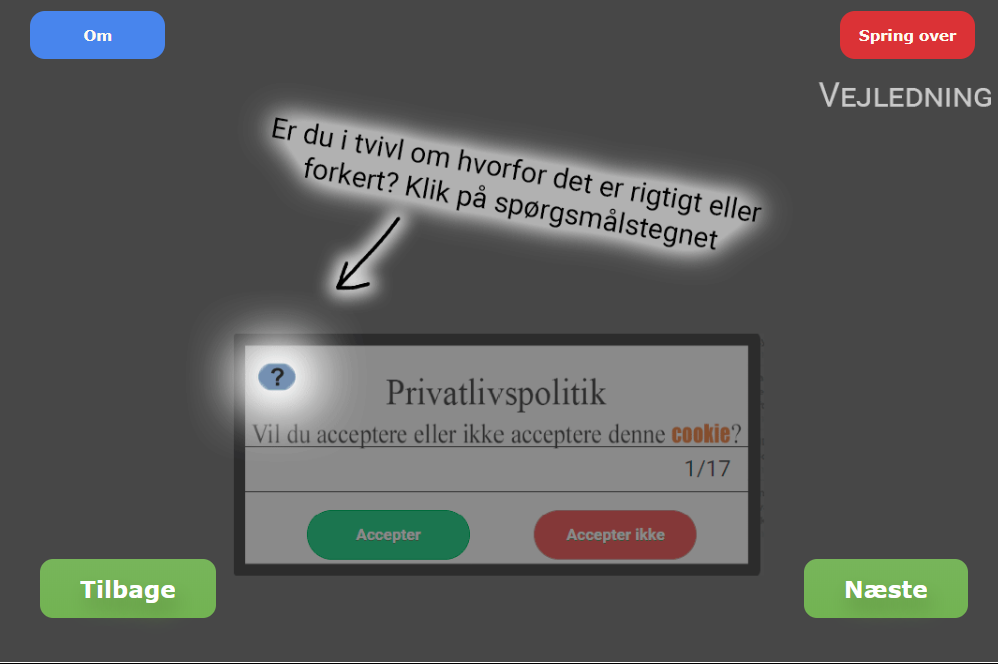 Om
Spring over
VEJLEDNING
Er du i tvivl om hvorfor det er rigtigt eller
forkert? Klik på spørgsmålstegnet
?
Privatlivspolitik
Vil du acceptere eller ikke acceptere denne cookie?
1/17
Accepter
Accepter ikke
Tilbage
Næste